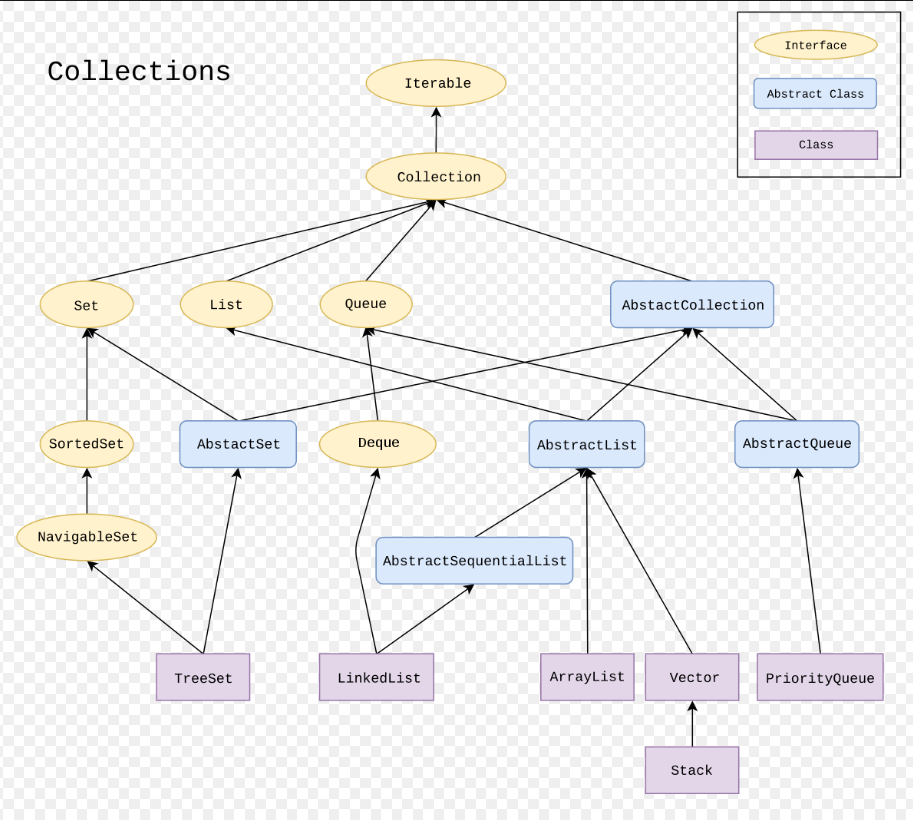 Collections
Interface
Abstract Class
Class
Iterable
Collection
Set
List
Queue
AbstactCollection
SortedSet
AbstactSet
Deque
AbstractList
AbstractQueue
NavigableSet
AbstractSequentialList
TreeSet
LinkedList
ArrayList
Vector
PriorityQueue
Stack